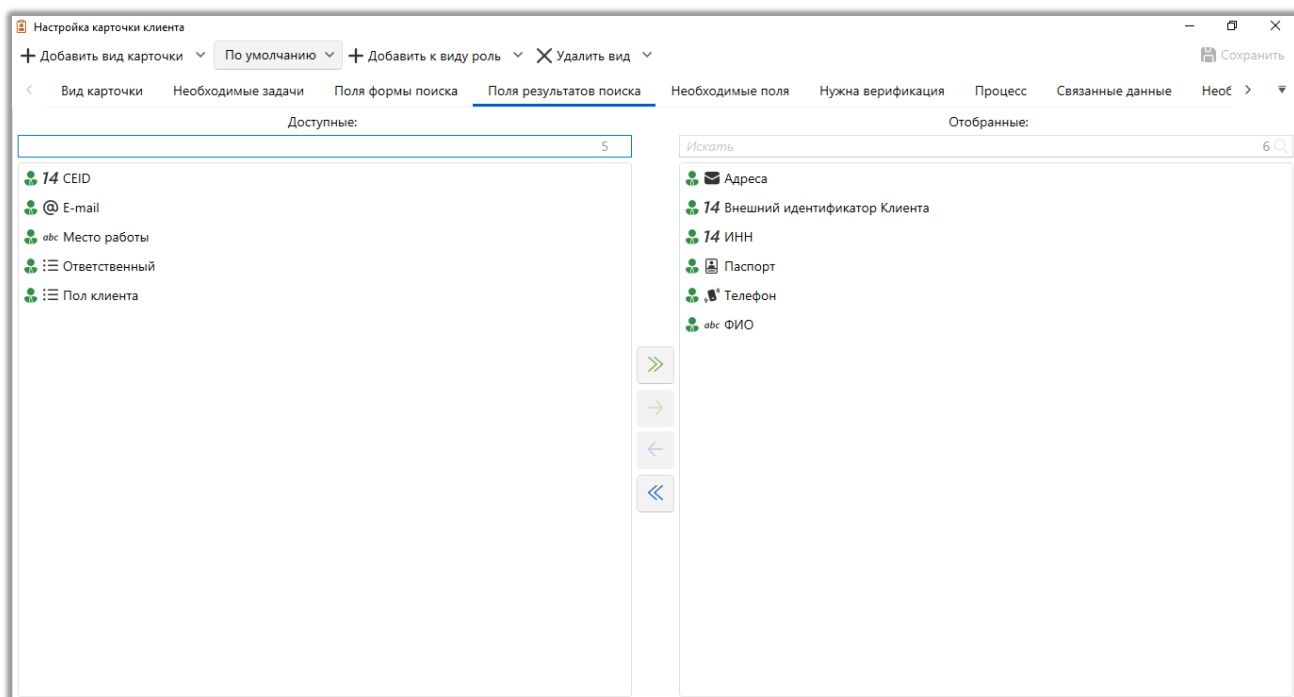 Настройка карточки клиента
Добавить вид карточки По умолчанию Добавить к виду роль Удалить вид Сохранить
Вид карточки Необходимые задачи Поля формы поиска Поля результатов поиска Необходимые поля Нужна верификация Процесс Связанные данные Необ
Доступные: Отобранные:
5 Искать 6
14 CEID
@ E-mail
abc Место работы
Ответственный
Пол клиента
Адреса
14 Внешний идентификатор Клиента
14 ИНН
Паспорт
Телефон
abc ФИО